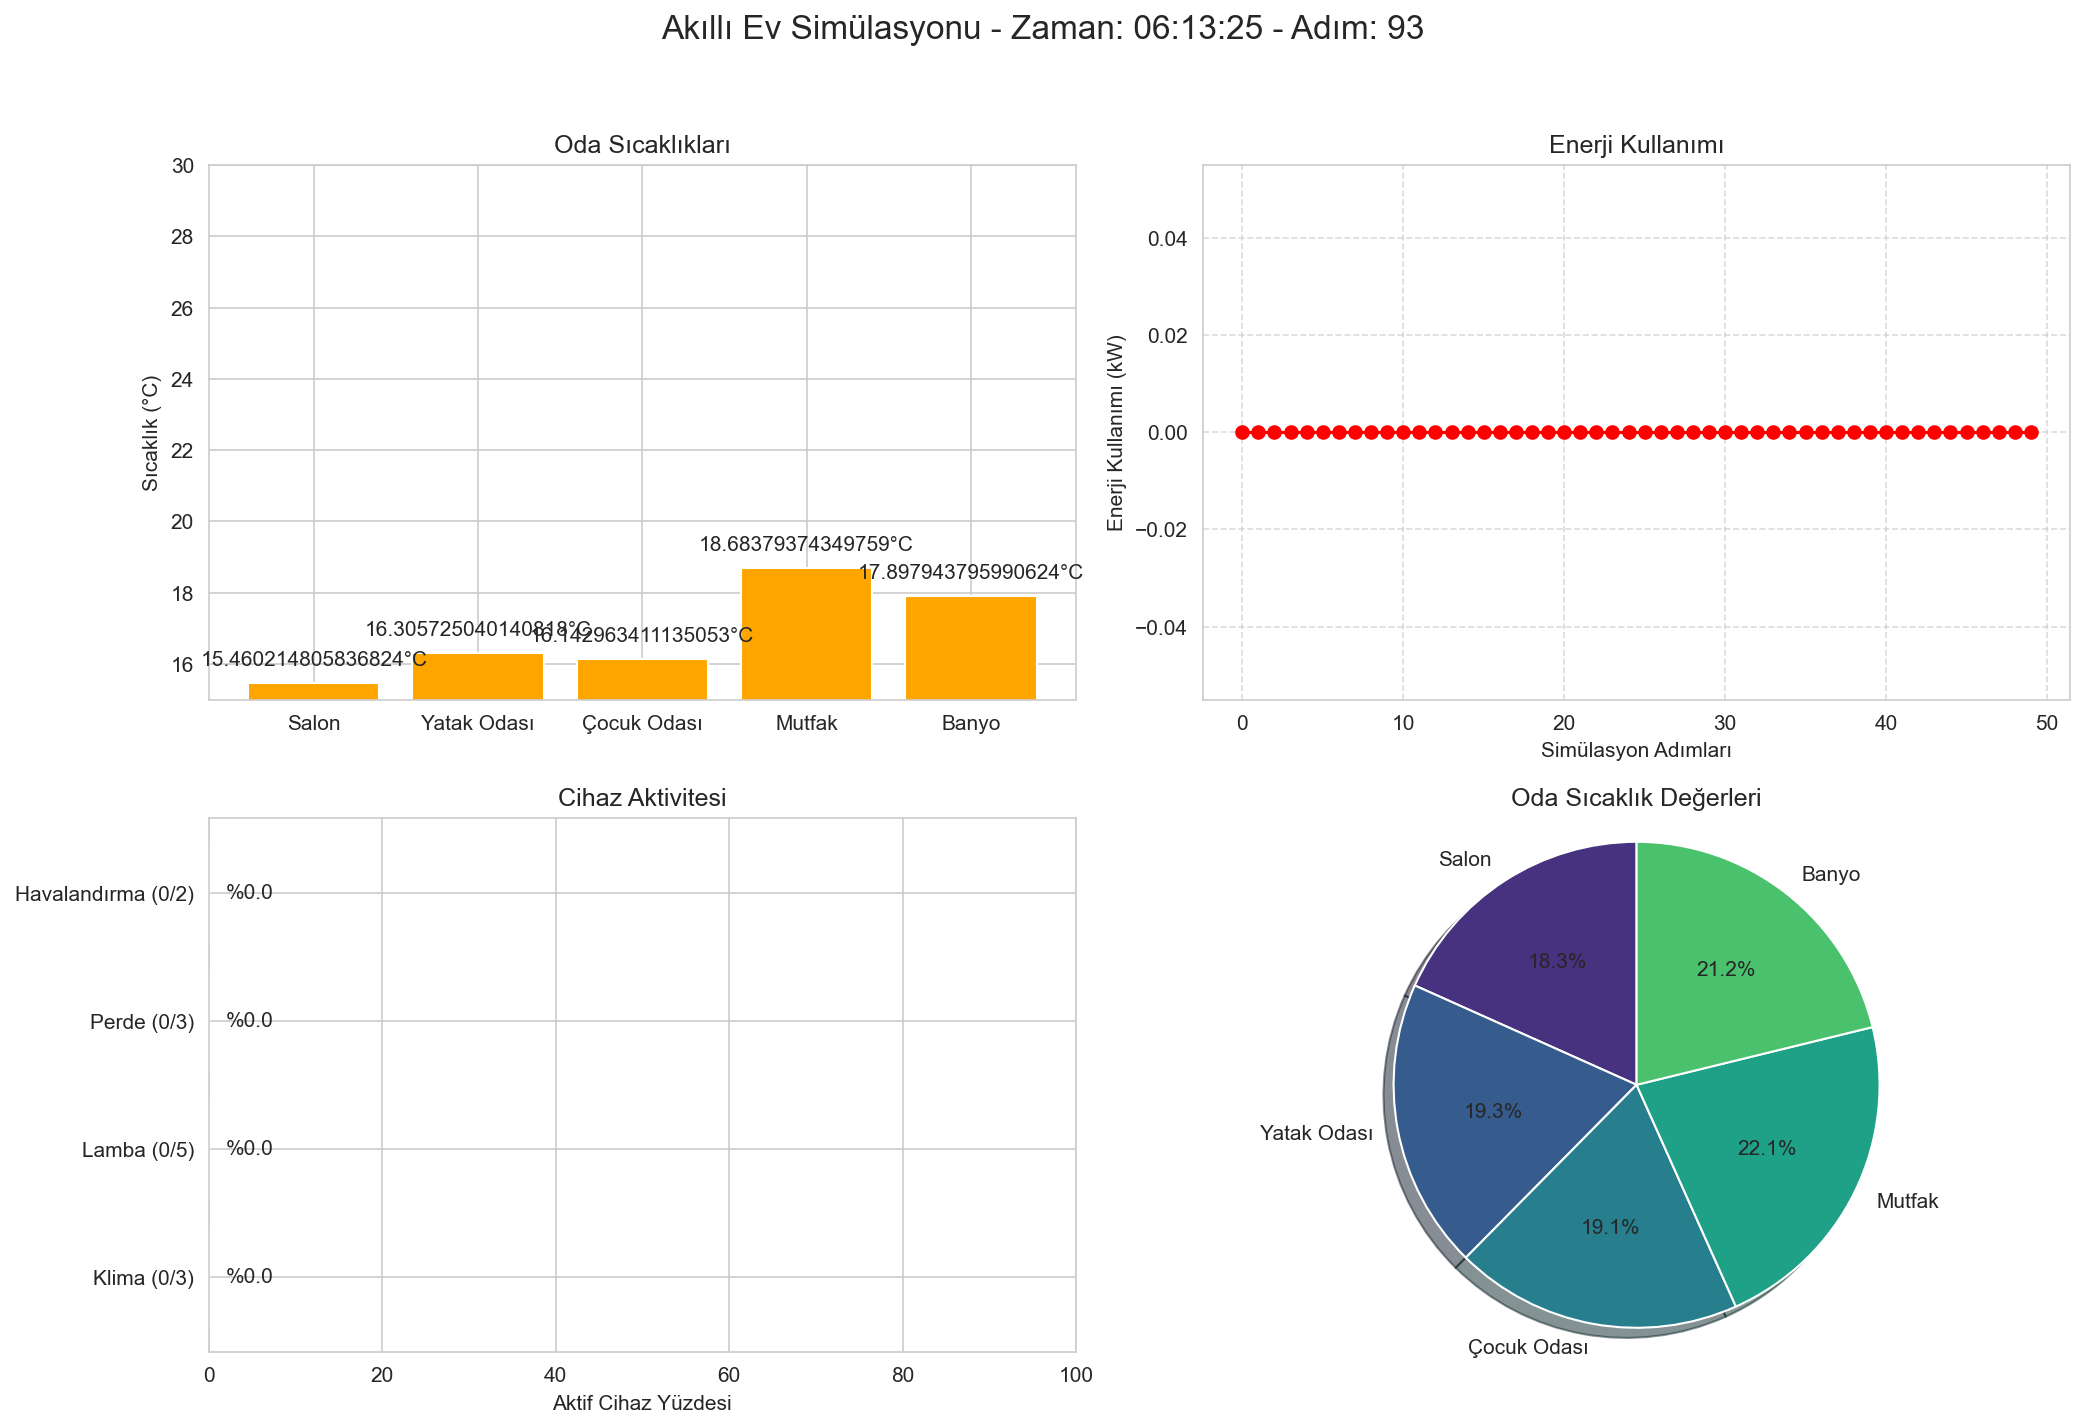 Akıllı Ev Simülasyonu - Zaman: 06:13:25 - Adım: 93
Oda Sıcaklıkları
Sıcaklık (°C)
30
28
26
24
22
20
18
16
15.460214805836824°C
16.305725040140818°C
16.142963411135053°C
18.68379374349759°C
17.897943795990624°C
Salon
Yatak Odası
Çocuk Odası
Mutfak
Banyo
Enerji Kullanımı
Enerji Kullanımı (kW)
0.04
0.02
0.00
−0.02
−0.04
0
10
20
30
40
50
Simülasyon Adımları
Cihaz Aktivitesi
Havalandırma (0/2)
%0.0
Perde (0/3)
%0.0
Lamba (0/5)
%0.0
Klima (0/3)
%0.0
0
20
40
60
80
100
Aktif Cihaz Yüzdesi
Oda Sıcaklık Değerleri
Salon
18.3%
Banyo
21.2%
Yatak Odası
19.3%
Mutfak
22.1%
Çocuk Odası
19.1%